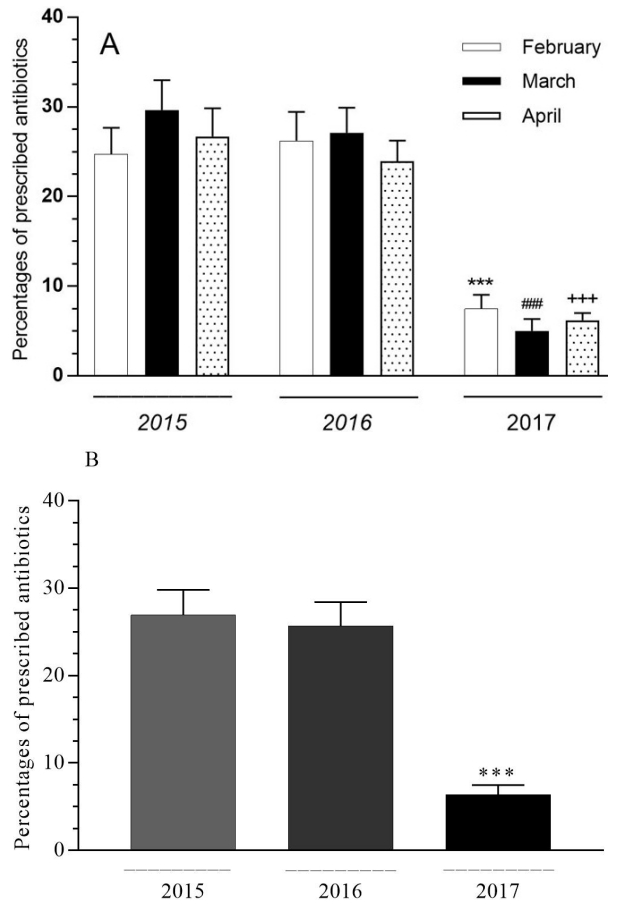 40
A
February
March
April
30
20
10
0
Percentages of prescribed antibiotics
***
###
+++
2015
2016
2017
B
40
30
20
10
0
Percentages of prescribed antibiotics
***
2015
2016
2017